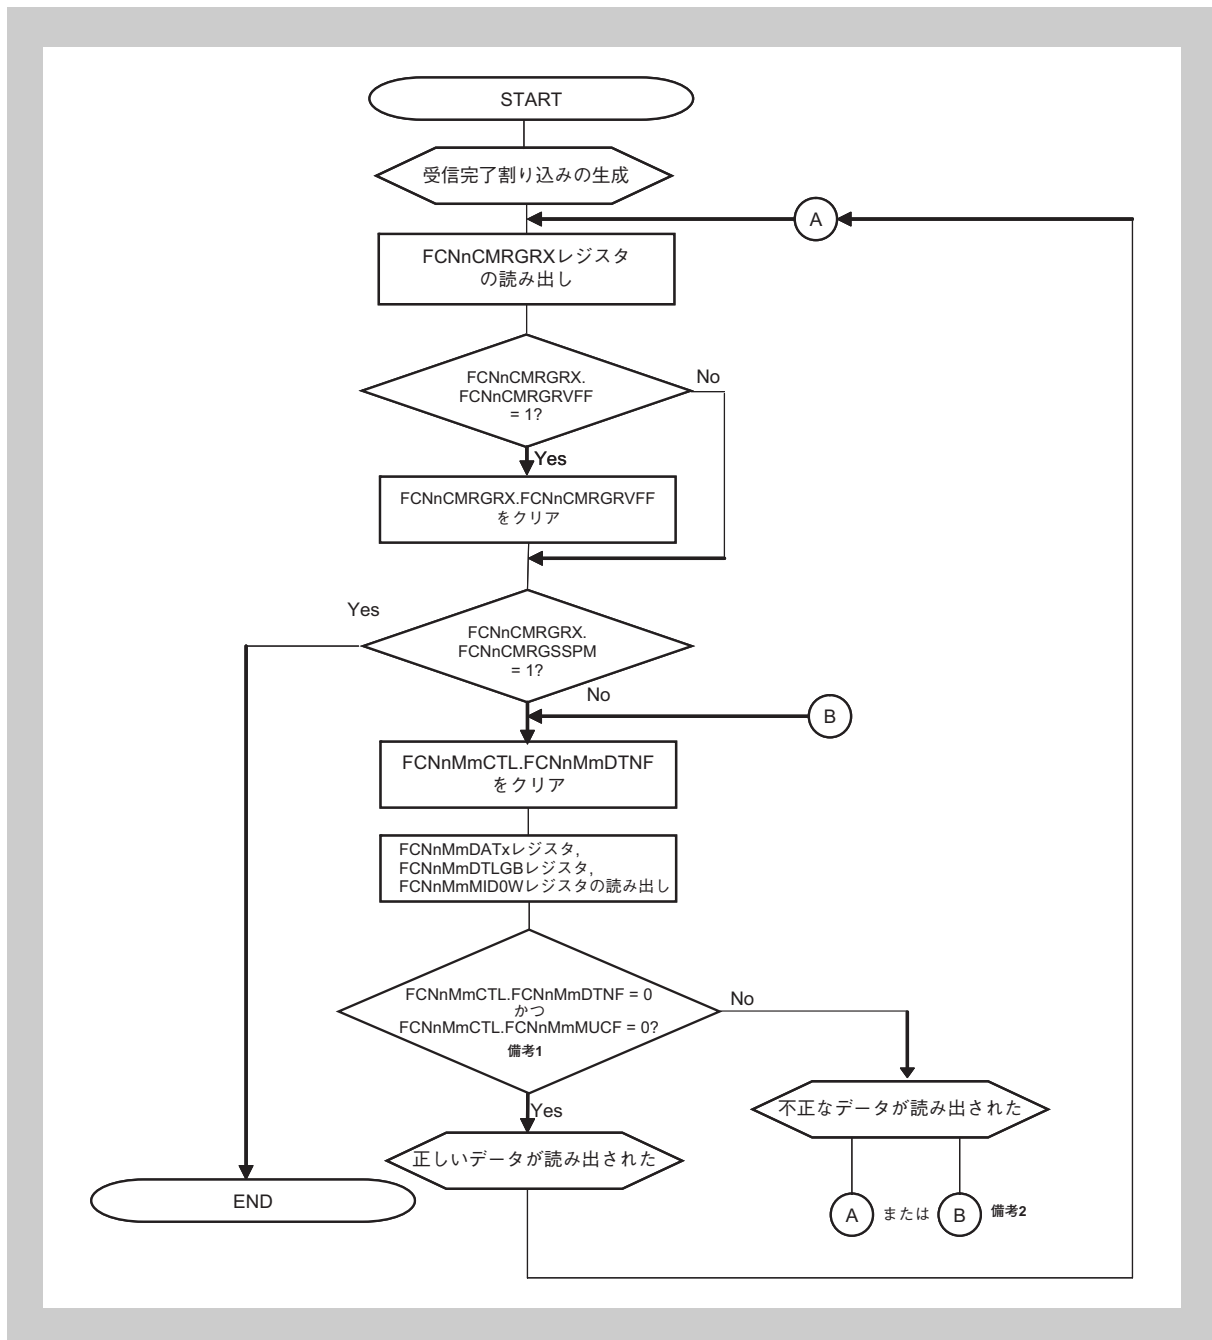 START
受信完了割り込みの生成
A
FCNnCMRGRXレジスタ
の読み出し
FCNnCMRGRX.
FCNnCMRGRVFF
= 1?
No
Yes
FCNnCMRGRX.FCNnCMRGRVFF
をクリア
Yes
FCNnCMRGRX.
FCNnCMRGSSPM
= 1?
No
B
FCNnMmCTL.FCNnMmDTNF
をクリア
FCNnMmDATxレジスタ,
FCNnMmDTLGBレジスタ,
FCNnMmMID0Wレジスタの読み出し
FCNnMmCTL.FCNnMmDTNF = 0
かつ
FCNnMmCTL.FCNnMmMUCF = 0?
備考1
No
Yes
不正なデータが読み出された
正しいデータが読み出された
END
A または B 備考2